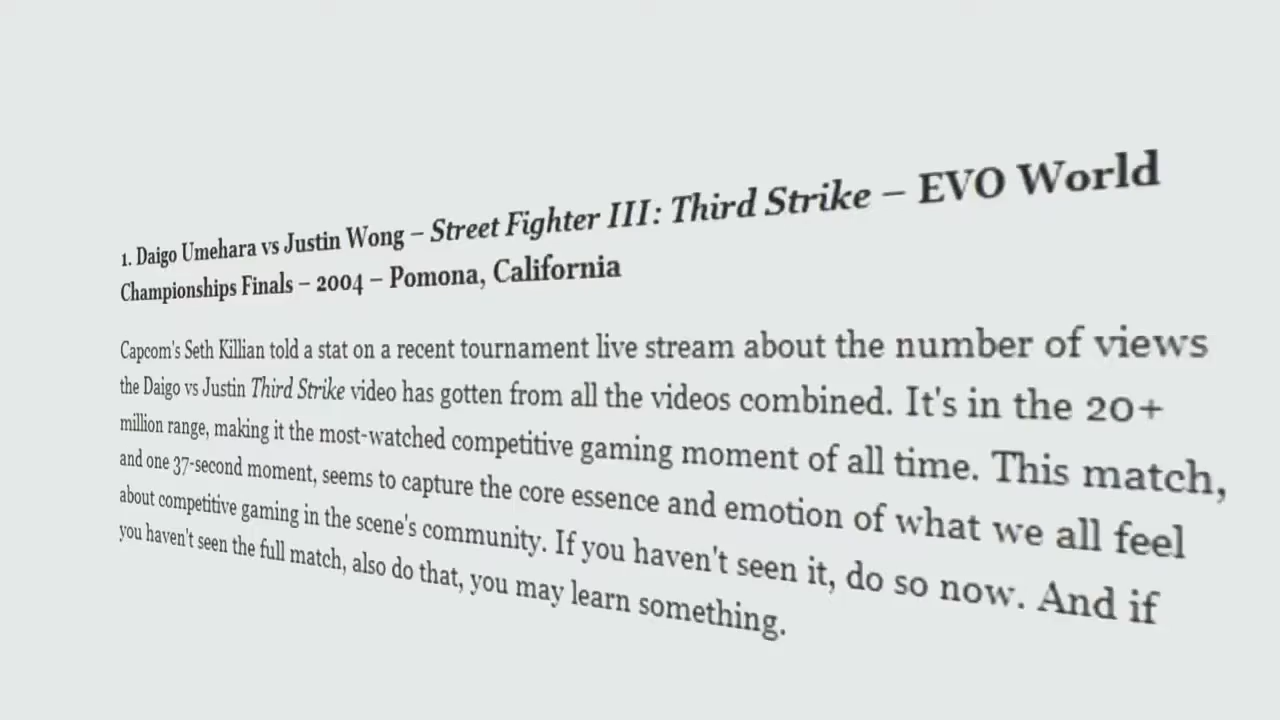 1. Daigo Umehara vs Justin Wong – Street Fighter III: Third Strike – EVO World
Championships Finals – 2004 – Pomona, California
Capcom's Seth Killian told a stat on a recent tournament live stream about the number of views
the Daigo vs Justin Third Strike video has gotten from all the videos combined. It's in the 20+
million range, making it the most-watched competitive gaming moment of all time. This match,
and one 37-second moment, seems to capture the core essence and emotion of what we all feel
about competitive gaming in the scene's community. If you haven't seen it, do so now. And if
you haven't seen the full match, also do that, you may learn something.